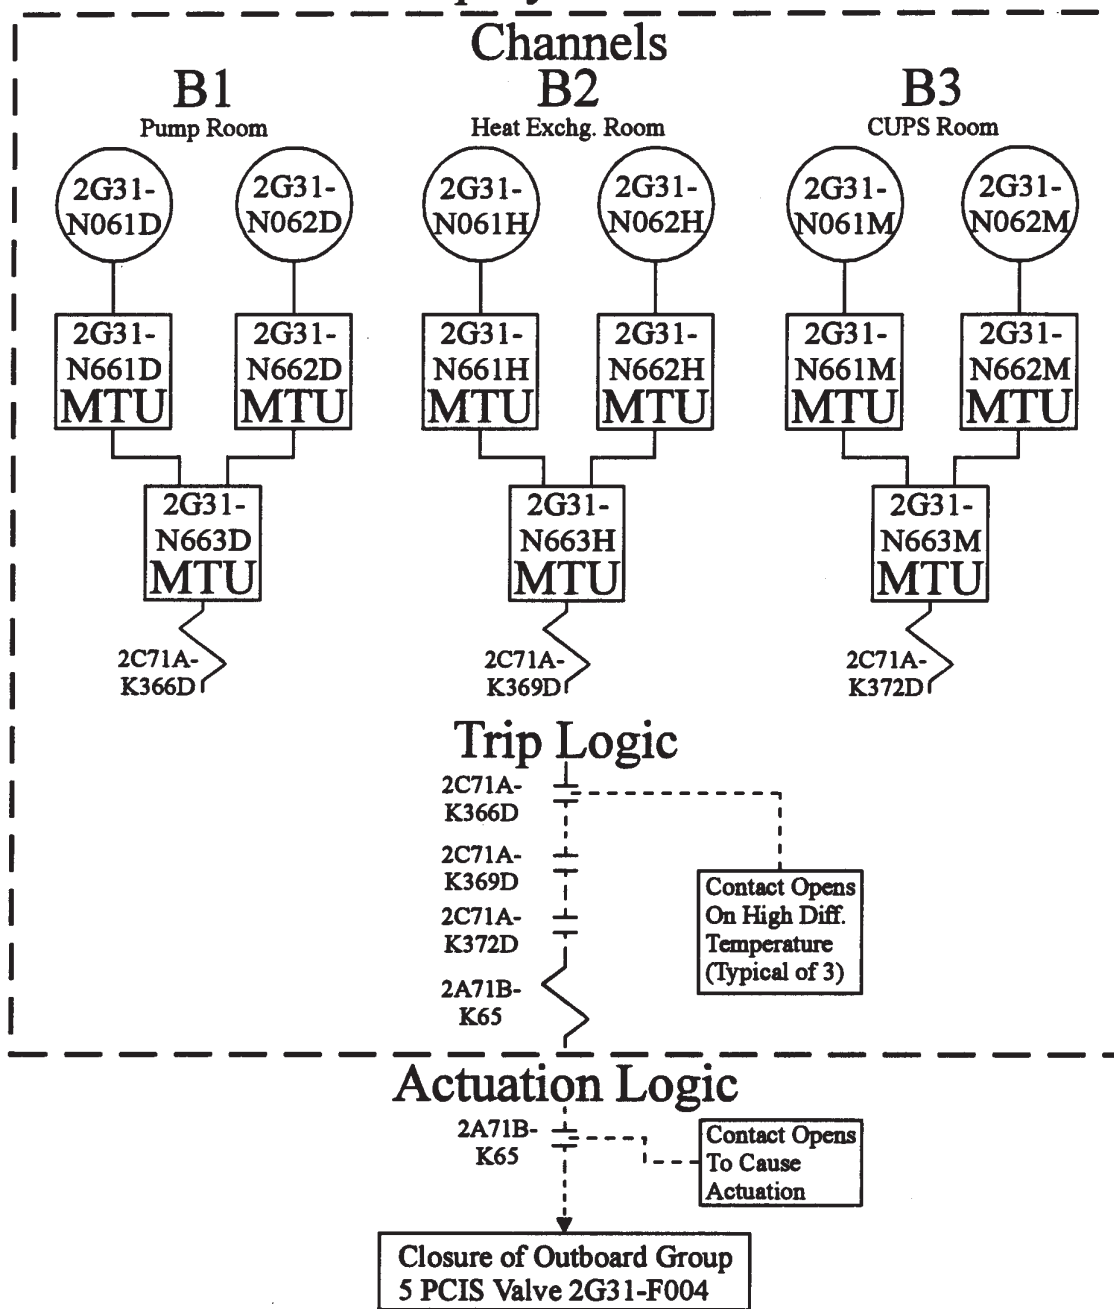 Channels
B1 B2 B3
Pump Room Heat Exchg. Room CUPS Room
2G31- 2G31- 2G31- 2G31- 2G31- 2G31-
N061D N062D N061H N062H N061M N062M
2G31- 2G31- 2G31- 2G31- 2G31- 2G31-
N661D N662D N661H N662H N661M N662M
MTU MTU MTU MTU MTU MTU
2G31- 2G31- 2G31-
N663D N663H N663M
MTU MTU MTU
2C71A- 2C71A- 2C71A-
K366D K369D K372D
Trip Logic
2C71A-
K366D
2C71A-
K369D
Contact Opens
On High Diff.
Temperature
(Typical of 3)
2C71A-
K372D
2A71B-
K65
Actuation Logic
2A71B-
K65
Contact Opens
To Cause
Actuation
Closure of Outboard Group
5 PCIS Valve 2G31-F004